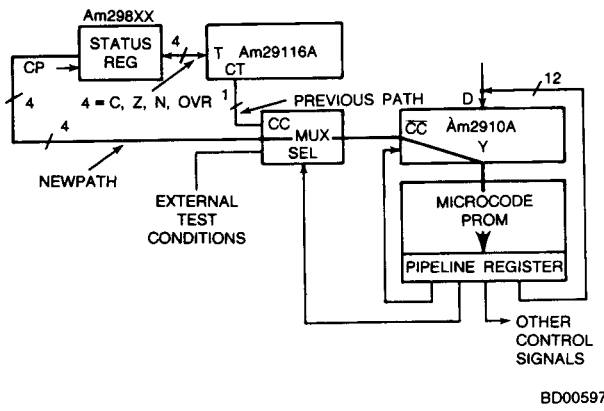 Am298XX
STATUS
REG
CP
4
T
CT
Am29116A
4
4 = C, Z, N, OVR
1
PREVIOUS PATH
4
NEWPATH
CC
MUX
SEL
EXTERNAL
TEST
CONDITIONS
12
D
CC
Am2910A
Y
MICROCODE
PROM
PIPELINE REGISTER
OTHER
CONTROL
SIGNALS
BD00597